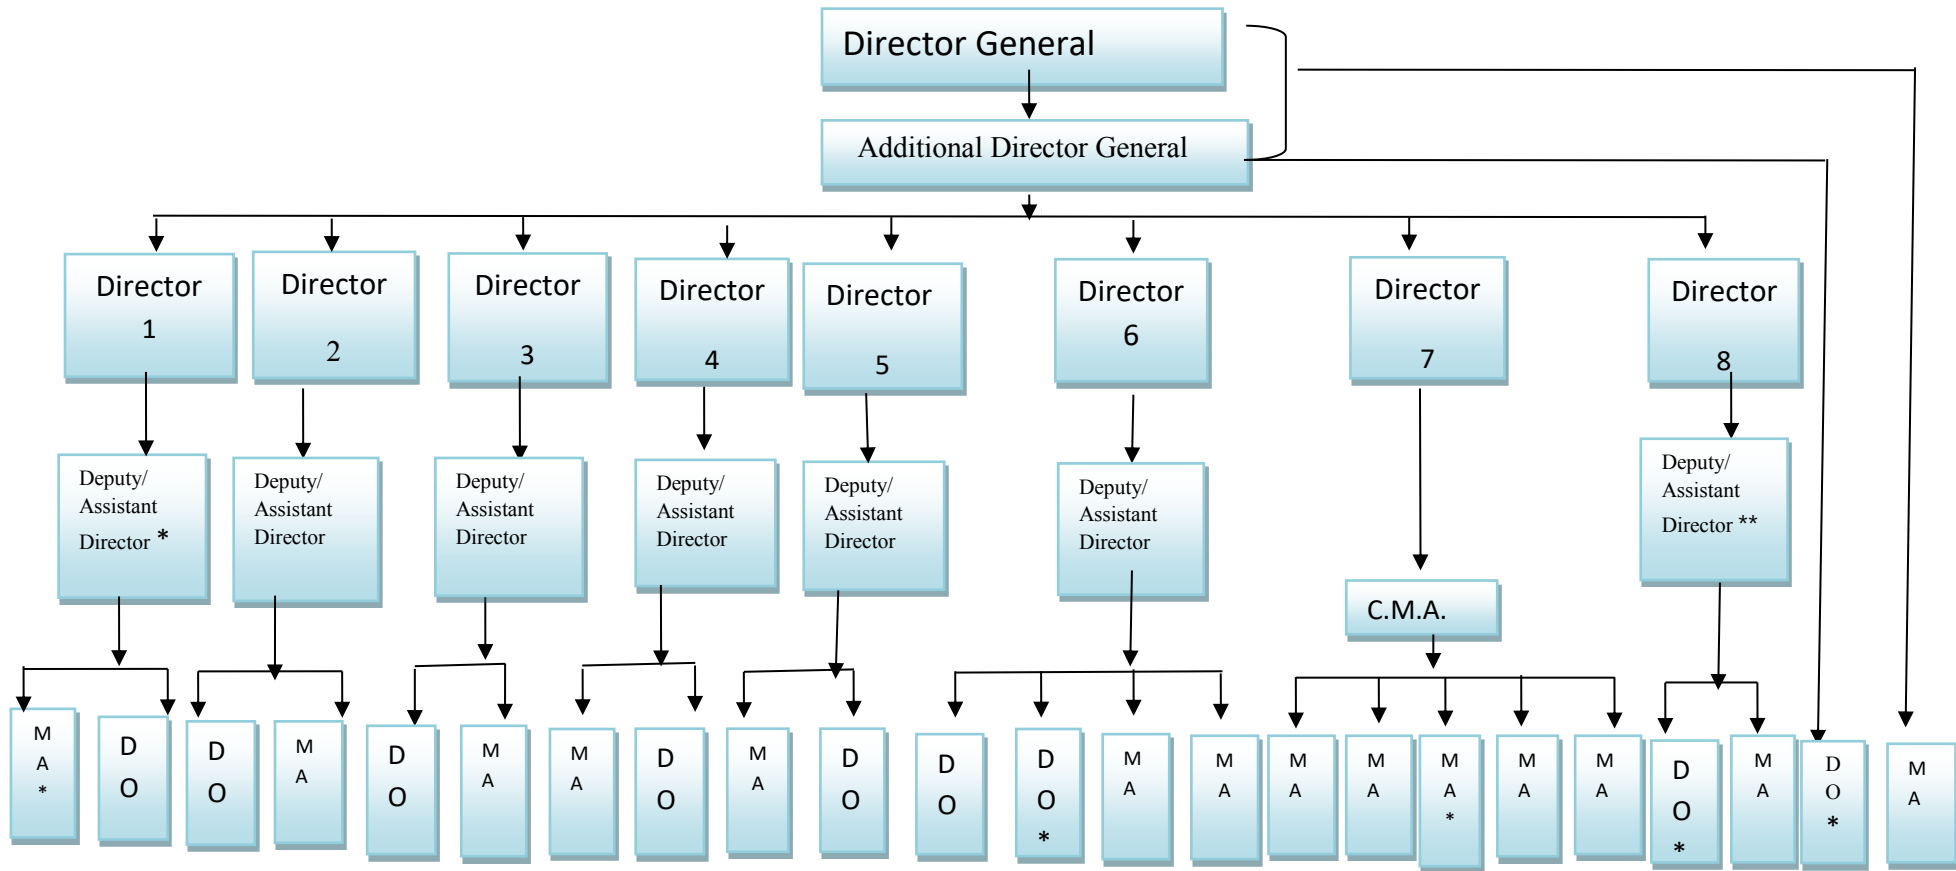 Director General
Additional Director General
Director
1
Director
2
Director
3
Director
4
Director
5
Director
6
Director
7
Director
8
Deputy/
Assistant
Director *
Deputy/
Assistant
Director
Deputy/
Assistant
Director
Deputy/
Assistant
Director
Deputy/
Assistant
Director
Deputy/
Assistant
Director
C.M.A.
Deputy/
Assistant
Director **
M
A
*
D
O
D
O
M
A
D
O
M
A
M
A
D
O
M
A
D
O
D
O
D
O
*
M
A
M
A
M
A
M
A
M
A
*
M
A
M
A
D
O
*
M
A
D
O
*
M
A